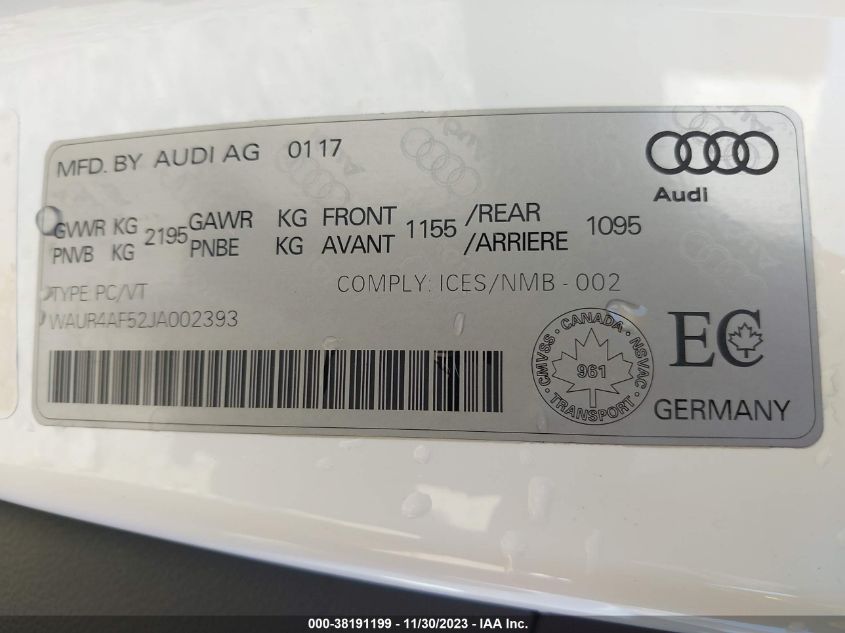 MFD. BY AUDI AG 01 17
Audi
GVWR KG 2195 GAWR KG FRONT 1155 /REAR 1095
PNVB KG PNBE KG AVANT /ARRIERE
TYPE PC/VT COMPLY: ICES/NMB - 002
WAUR4AF52JA002393
CANADA
CMVSS 961 NSVAC
TRANSPORT
EC
GERMANY
000-38191199 - 11/30/2023 - IAA Inc.